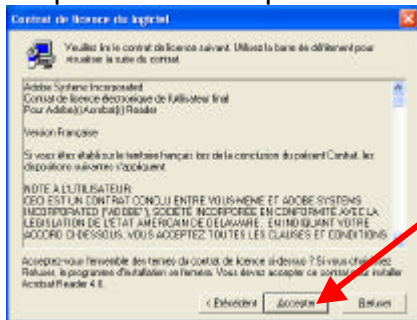 Contrat de licence du logiciel
Veuillez lire le contrat de licence suivant. Utilisez la barre de défilement pour
visualiser la suite du contrat.
Adobe Systems Incorporated
Contrat de licence électronique de l'utilisateur final
Pour Adobe(r) Acrobat(r) Reader
Version Française
Si vous êtes établi sur le territoire français lors de la conclusion du présent Contrat, les
dispositions suivantes s'appliquent
NOTE A L'UTILISATEUR:
CECI EST UN CONTRAT CONCLU ENTRE VOUS-MEME ET ADOBE SYSTEMS
INCORPORATED ("ADOBE"), SOCIÉTÉ INCORPORÉE EN CONFORMITÉ AVEC LA
LEGISLATION DE L'ÉTAT AMERICAIN DE DELAWARE. EN INDIQUANT VOTRE
ACCORD CI-DESSOUS, VOUS ACCEPTEZ TOUTES LES CLAUSES ET CONDITIONS
Acceptez-vous l'ensemble des termes du contrat de licence ci-dessus ? Si vous choisissez
Refuser, le programme d'installation se fermera. Vous devez accepter ce contrat pour installer
Acrobat Reader 4.0.
< Précédent Accepter Refuser